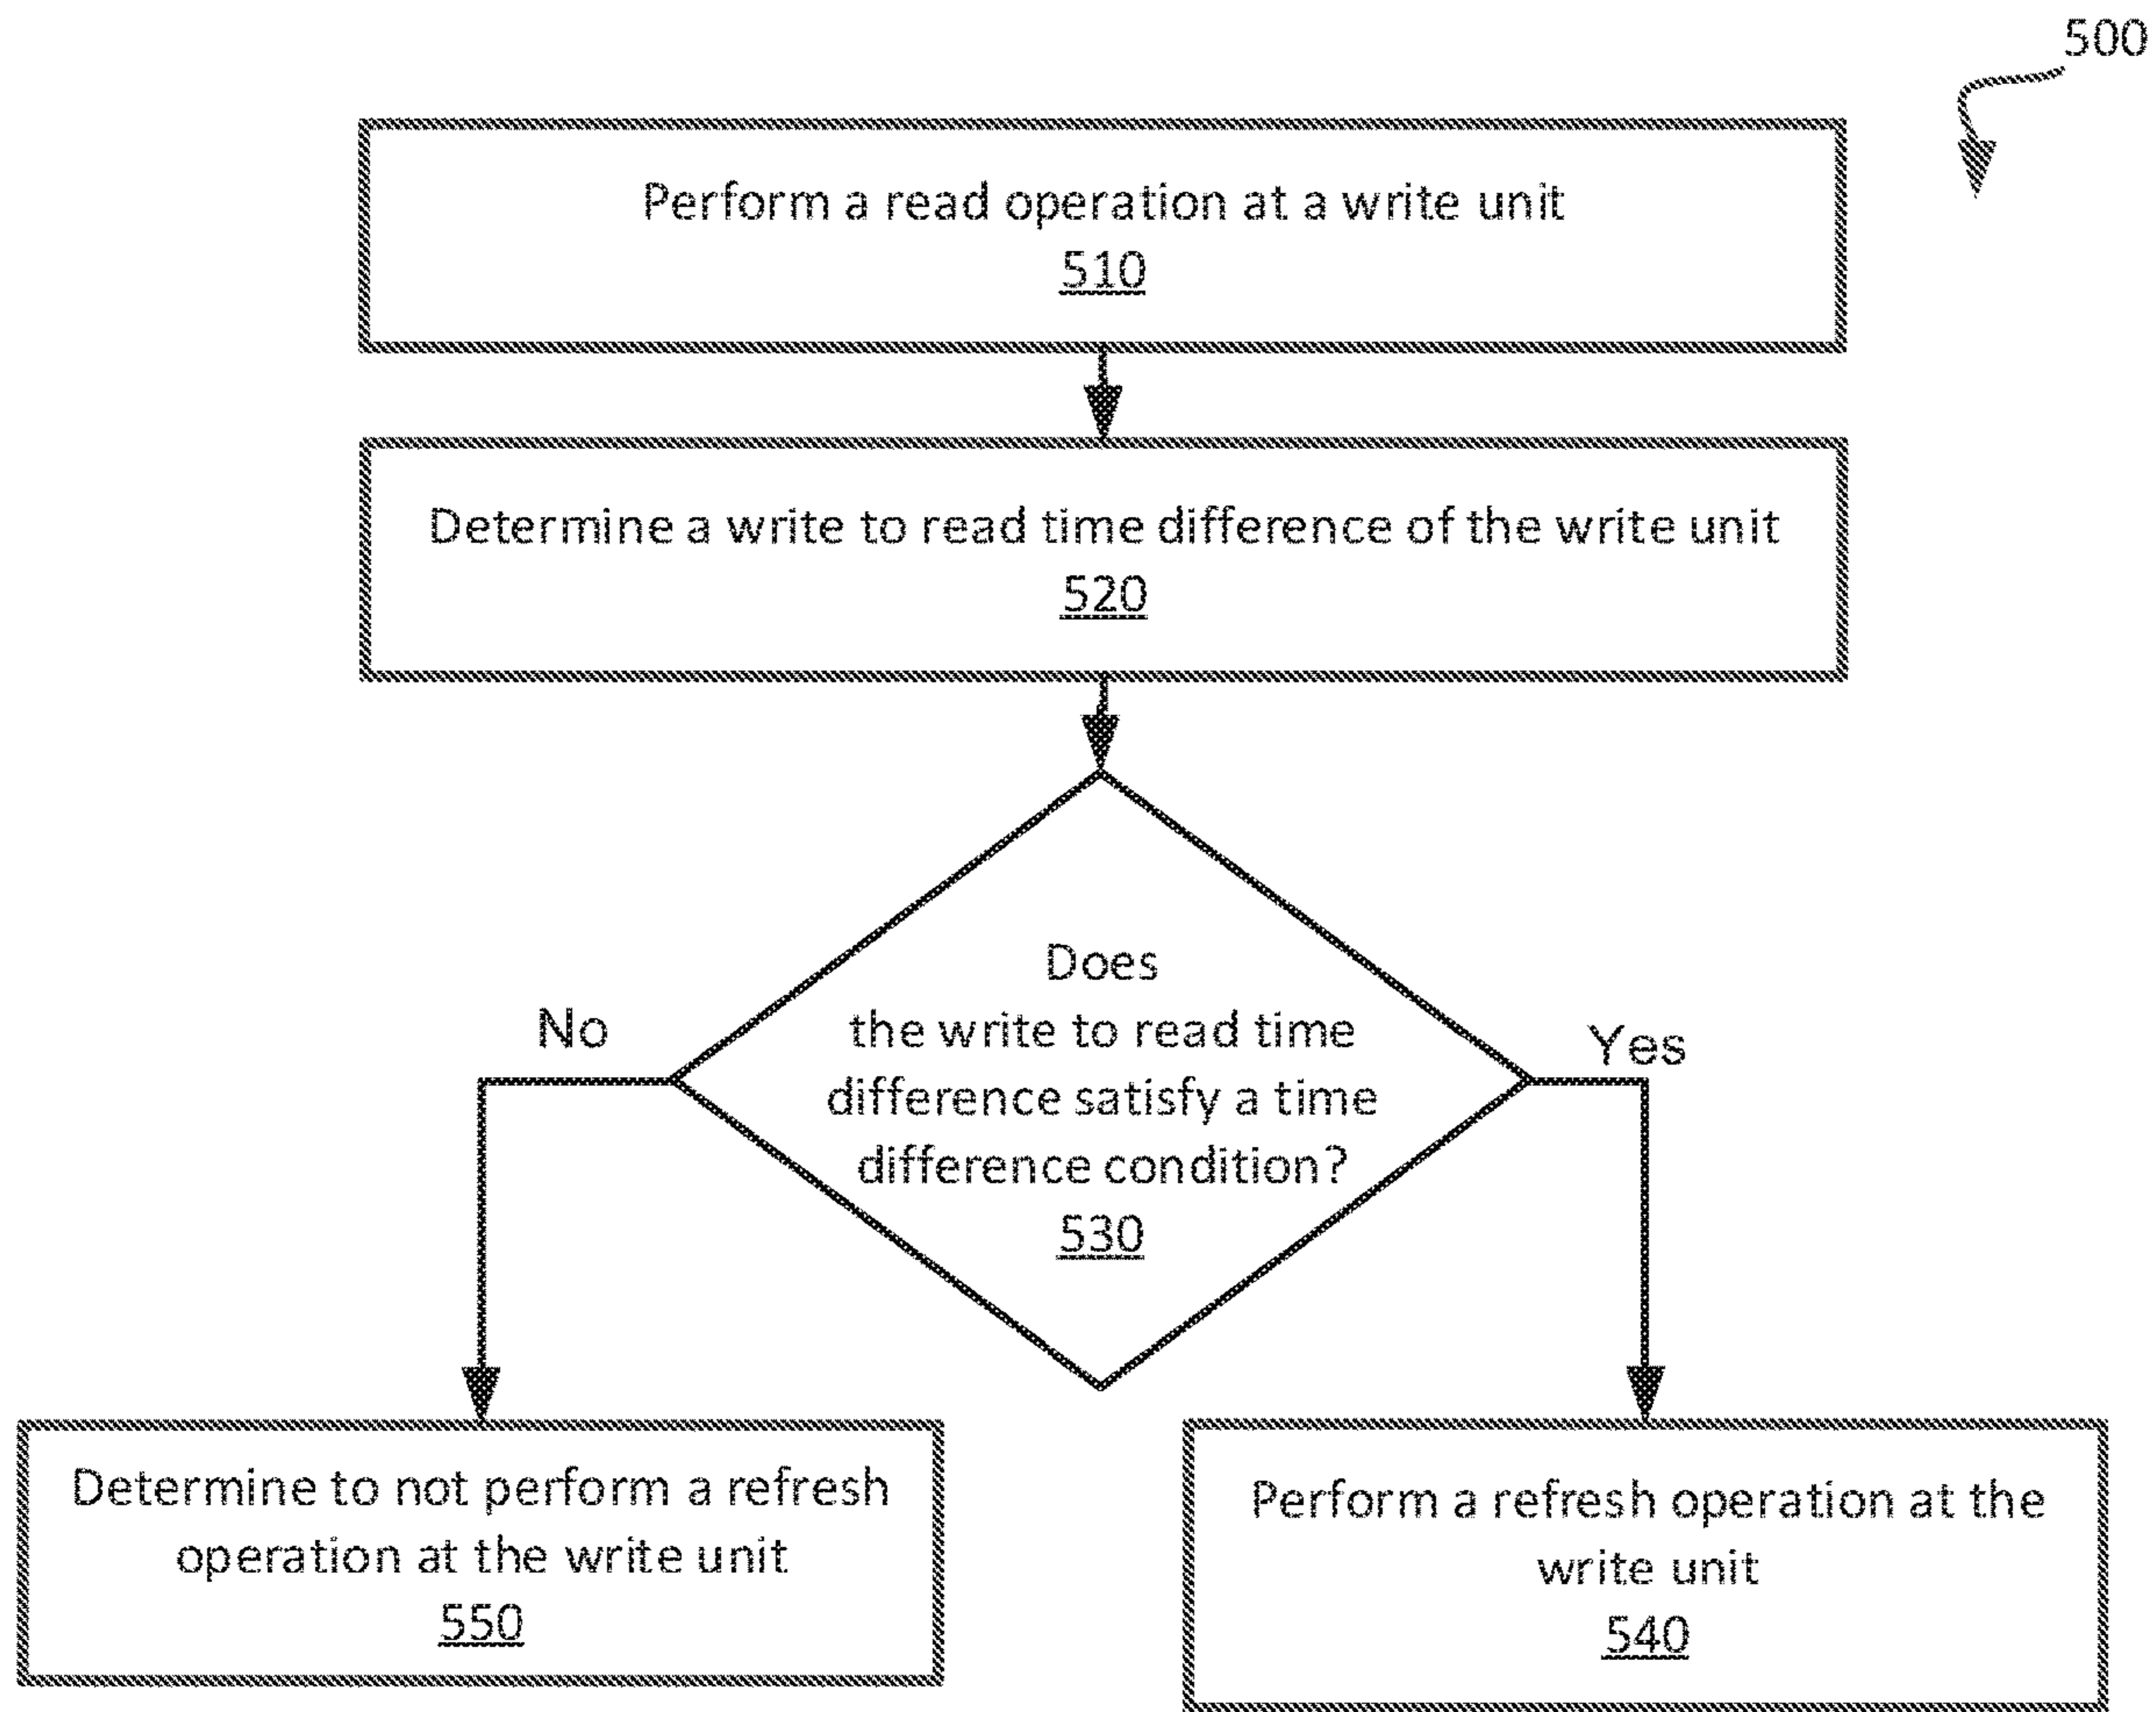 500
Perform a read operation at a write unit
510
Determine a write to read time difference of the write unit
520
Does
the write to read time
difference satisfy a time
difference condition?
530
No
Yes
Determine to not perform a refresh
operation at the write unit
550
Perform a refresh operation at the
write unit
540